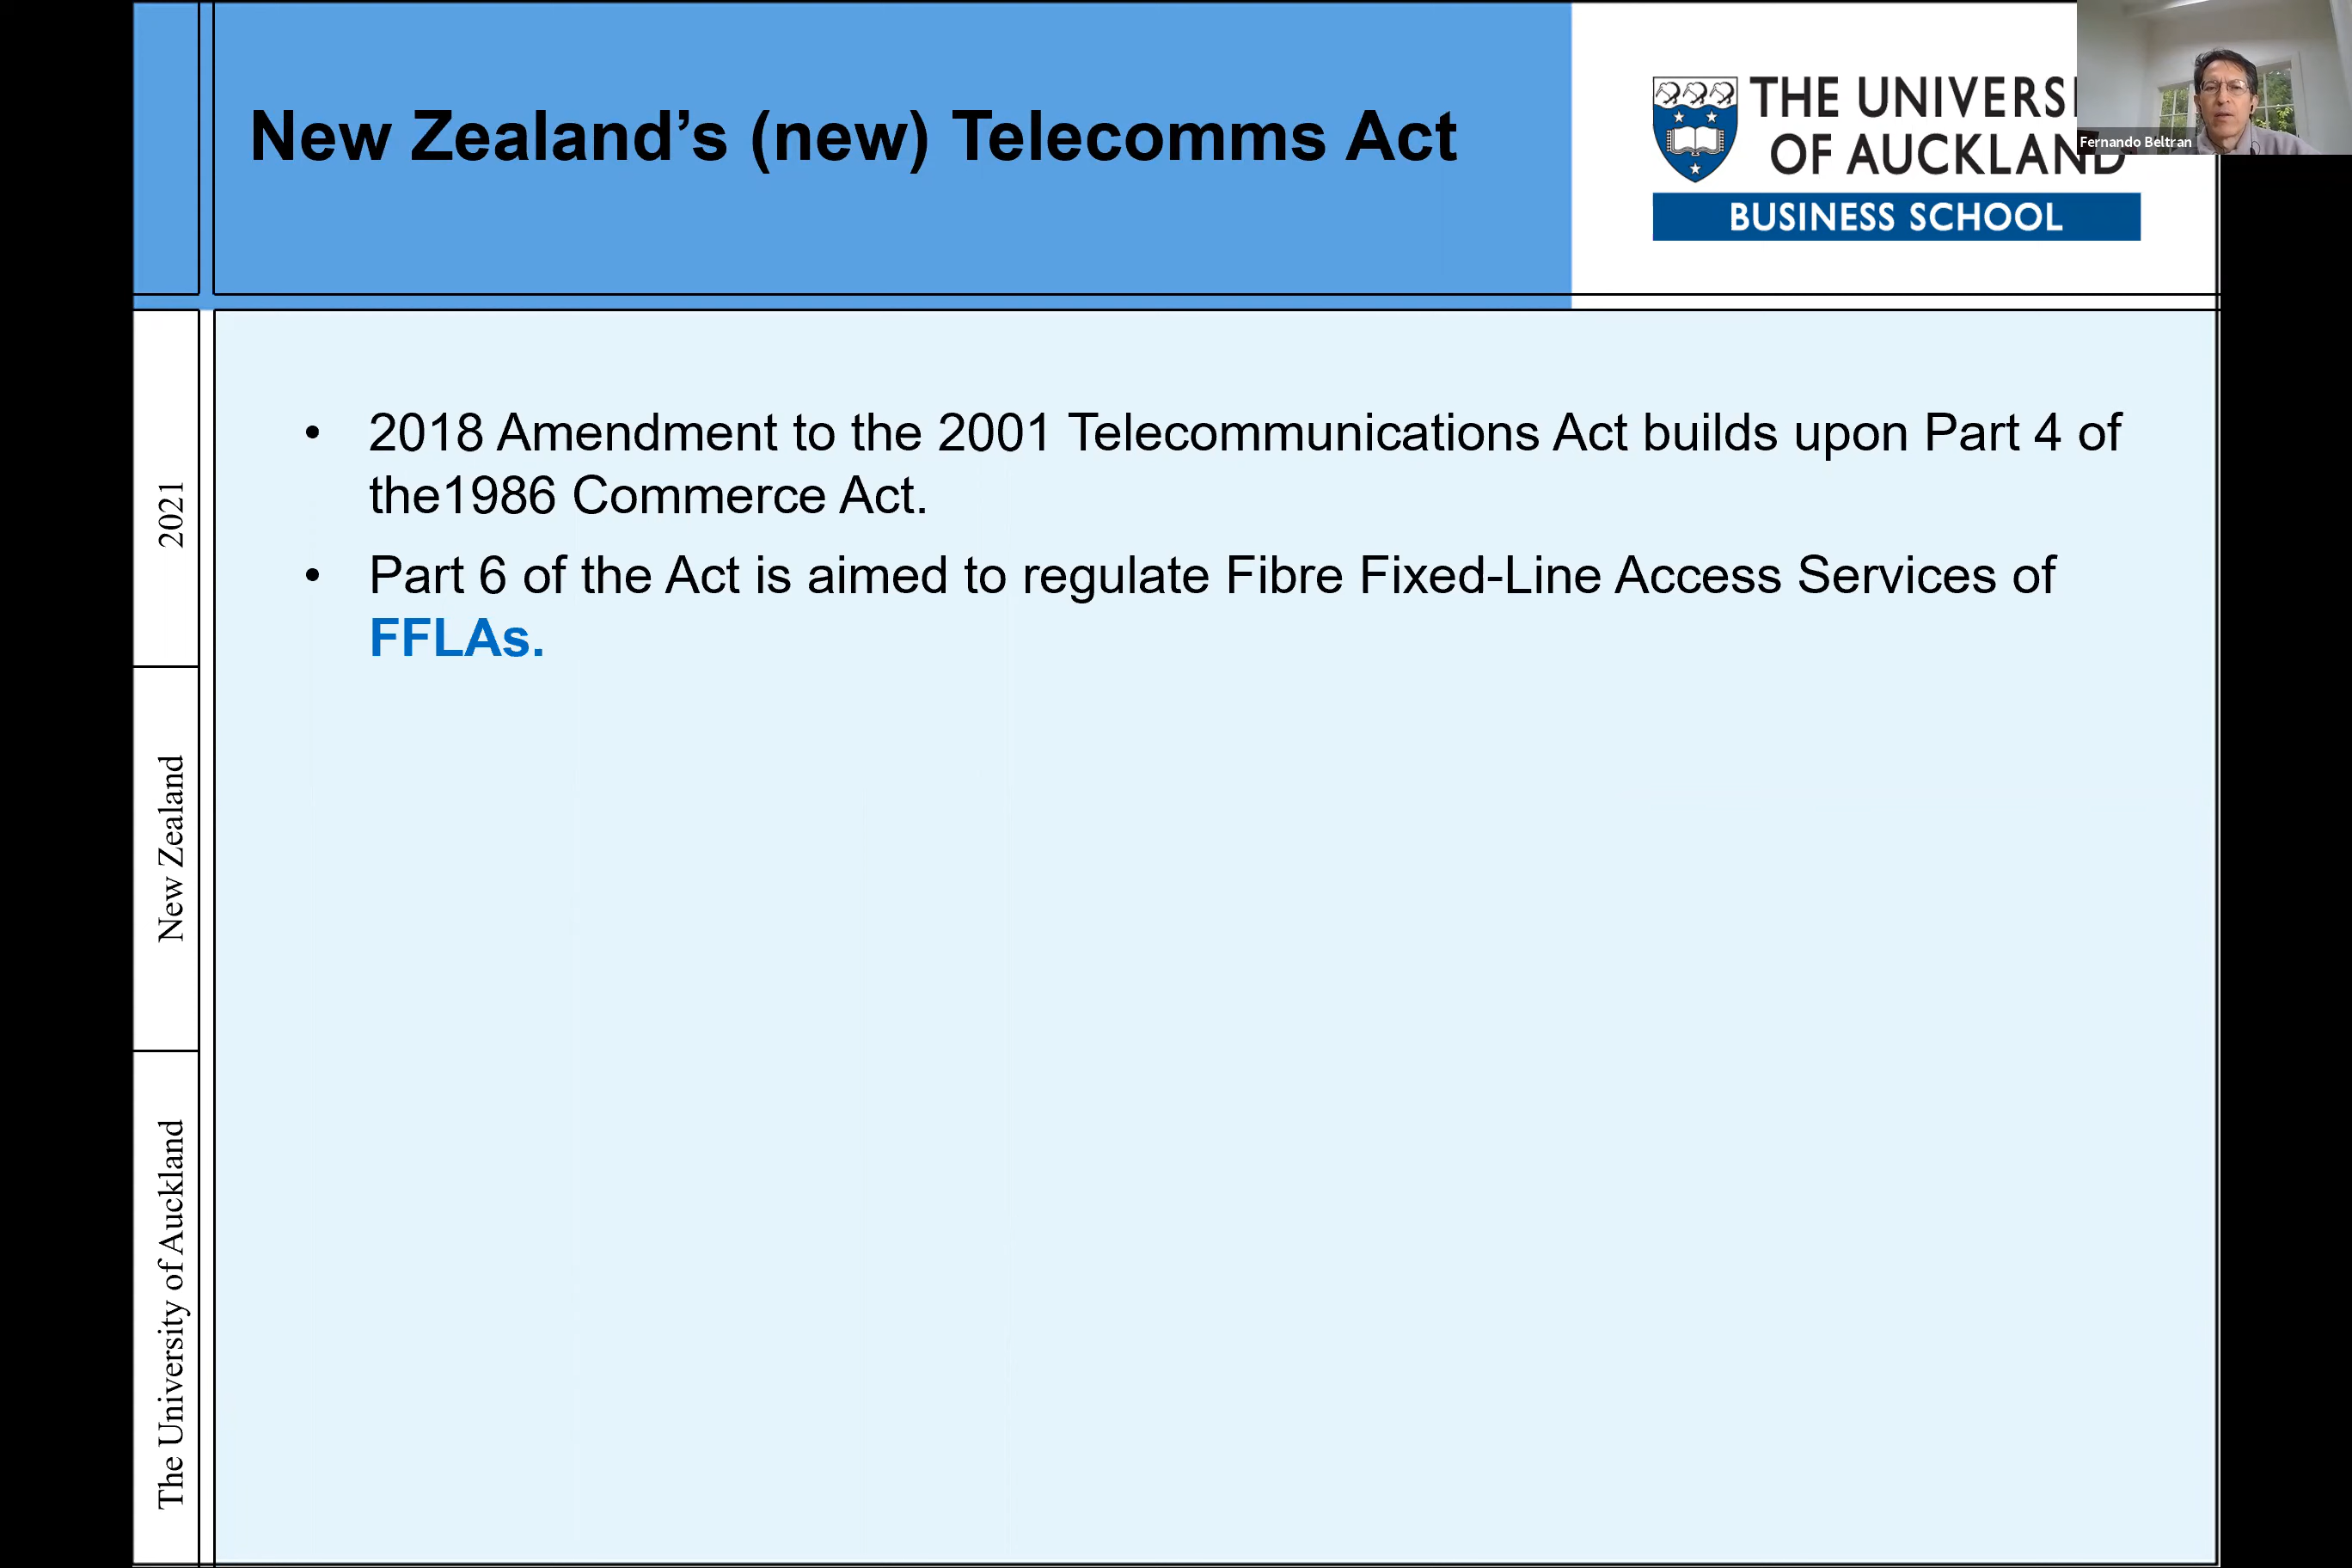 New Zealand’s (new) Telecomms Act
THE UNIVERS
OF AUCKLAND
BUSINESS SCHOOL
Fernando Beltran
• 2018 Amendment to the 2001 Telecommunications Act builds upon Part 4 of
the1986 Commerce Act.
• Part 6 of the Act is aimed to regulate Fibre Fixed-Line Access Services of
FFLAs.
2021
New Zealand
The University of Auckland